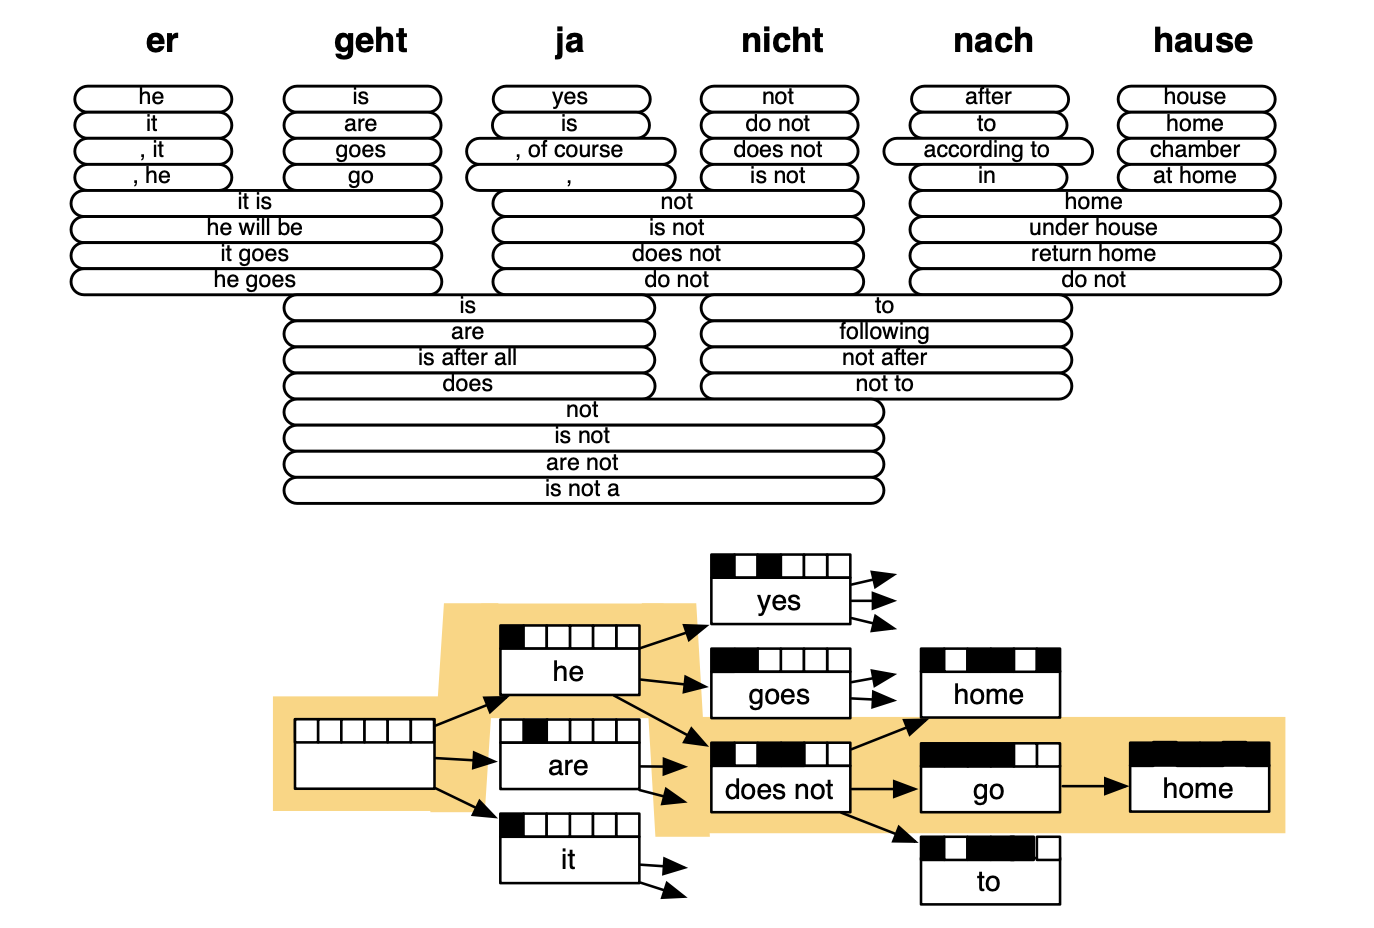 er geht ja nicht nach hause
he is yes not after house
it are is do not to home
, it goes , of course does not according to chamber
, he go , is not in at home
it is not home
he will be is not under house
it goes does not return home
he goes do not do not
is to
are following
is after all not after
does not to
not
is not
are not
is not a
yes
he goes home
are does not go home
it to